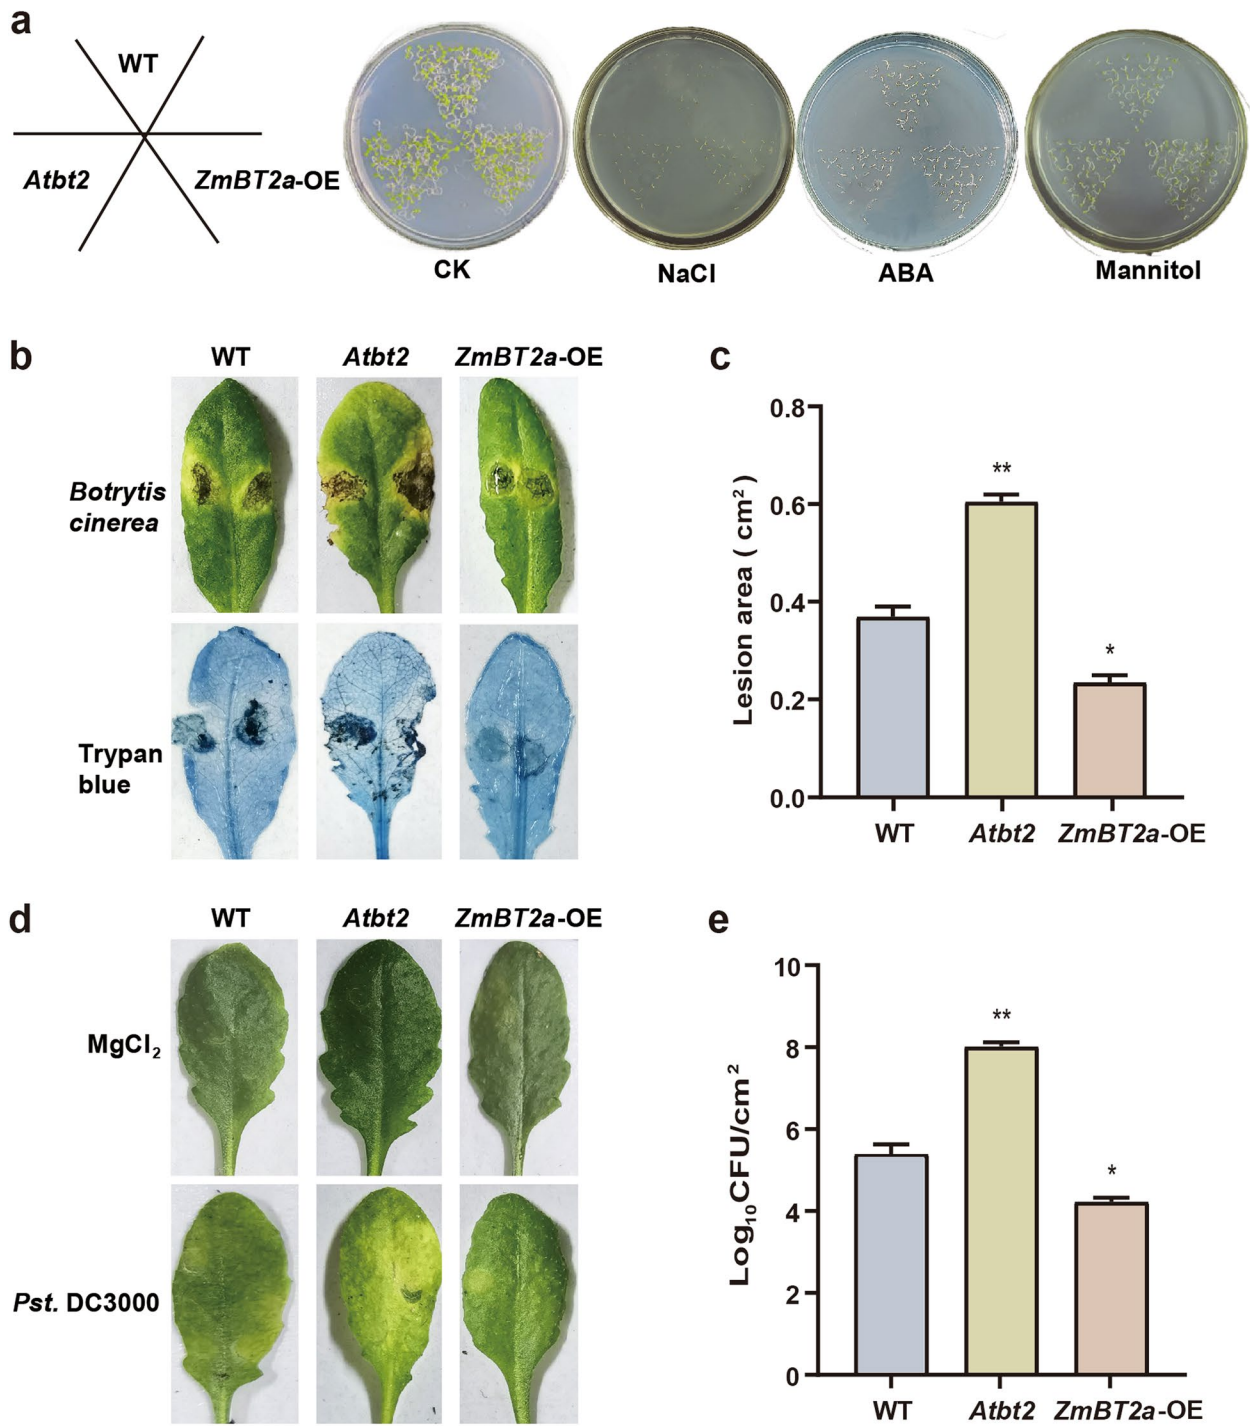 a
WT
Atbt2
ZmBT2a-OE
CK
NaCl
ABA
Mannitol
b
WT
Atbt2
ZmBT2a-OE
Botrytis
cinerea
Trypan
blue
c
Lesion area ( cm²)
0.8
0.6
0.4
0.2
0.0
**
*
WT
Atbt2
ZmBT2a-OE
d
WT
Atbt2
ZmBT2a-OE
MgCl₂
Pst. DC3000
e
Log₁₀CFU/cm²
10
8
6
4
2
0
**
*
WT
Atbt2
ZmBT2a-OE